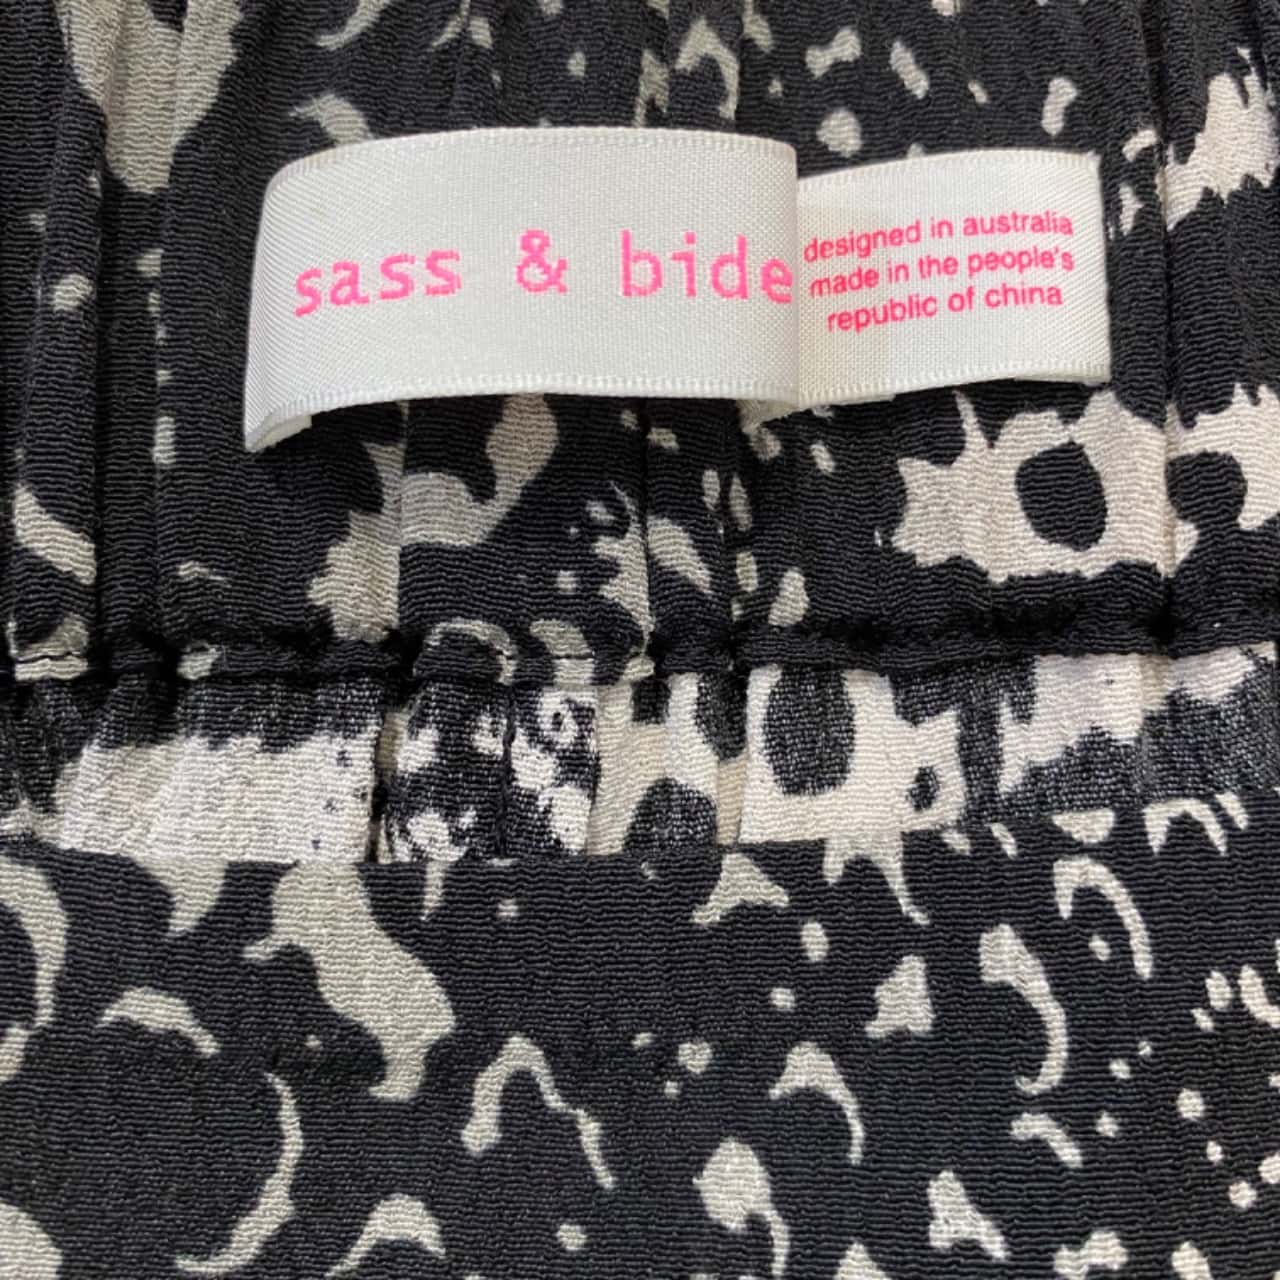 sass & bide
designed in australia
made in the people's
republic of china